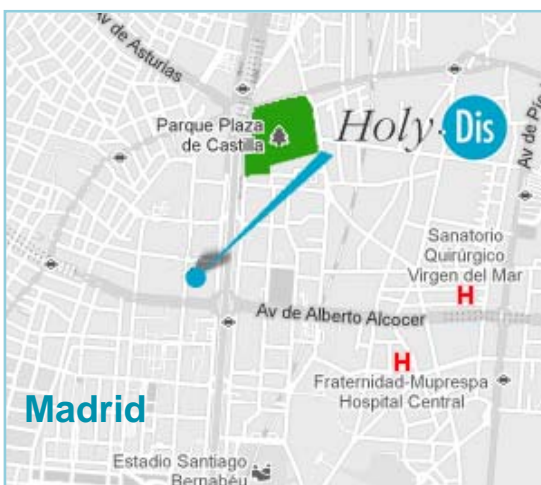 Av de Asturias
Parque Plaza
de Castilla
Holy Dis
Av de Pío
Sanatorio
Quirúrgico
Virgen del Mar
H
Av de Alberto Alcocer
H
Fraternidad-Muprespa
Hospital Central
Madrid
Estadio Santiago
Bernabéu